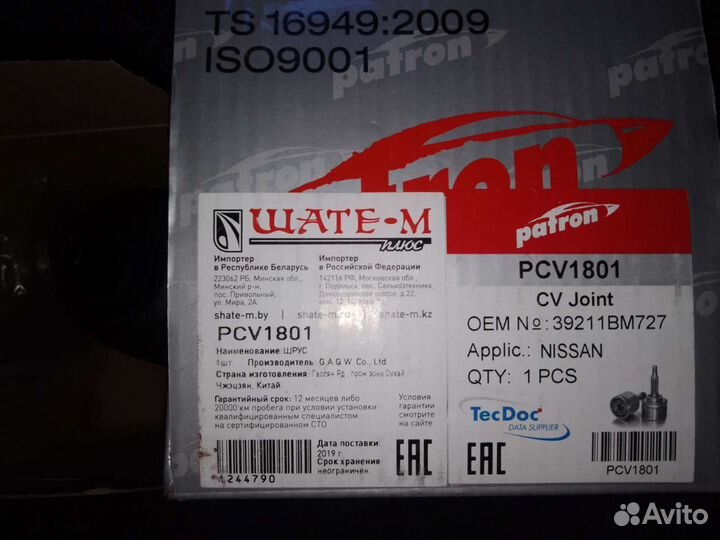 TS 16949:2009
ISO9001
patron
patron
ШАТЕ-М
плюс
Импортер
в Республике Беларусь
223062 РБ, Минская обл.,
Минский р-н,
пос. Привольный,
ул. Мира, 2А
Импортер
в Российской Федерации
142116 РФ, Московская обл.,
г. Подольск, пос. Сельхозтехника,
Домодедовское шоссе, д.22,
shate-m.by | shate-m.ru | shate-m.kz
PCV1801
Наименование: ШРУС
1шт. Производитель: G.A.G.W. Co., Ltd
Страна изготовления: Гаосян Рд., пром зона Сухай,
Чжэцзян, Китай
Гарантийный срок: 12 месяцев либо
20000 км пробега при условии установки
квалифицированным специалистом
на сертифицированном СТО
Условия
гарантии
смотрите
на сайте
Дата поставки:
2019 г.
Срок хранения:
неограничен
1244790
EAC
patron
PCV1801
CV Joint
OEM №: 39211BM727
Applic.: NISSAN
QTY: 1 PCS
TecDoc
DATA SUPPLIER
EAC
PCV1801
Avito